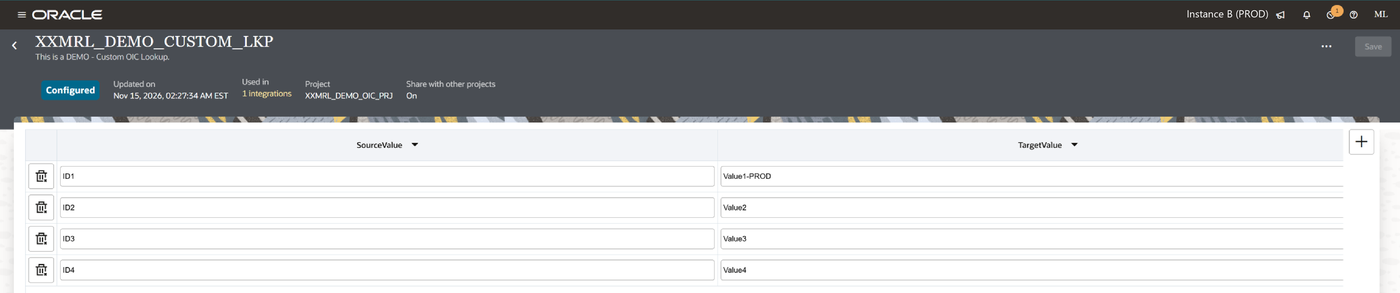 ORACLE
Instance B (PROD)
1
ML
XXMRL_DEMO_CUSTOM_LKP
This is a DEMO - Custom OIC Lookup.
Save
Configured
Updated on
Nov 15, 2026, 02:27:34 AM EST
Used in
1 integrations
Project
XXMRL_DEMO_OIC_PRJ
Share with other projects
On
SourceValue
TargetValue
ID1
Value1-PROD
ID2
Value2
ID3
Value3
ID4
Value4